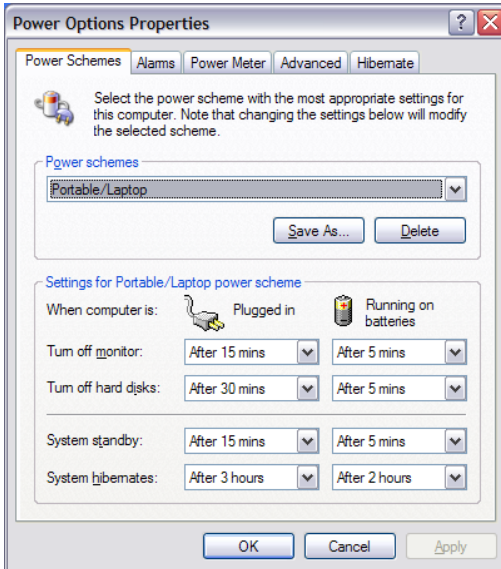 Power Options Properties
Power Schemes Alarms Power Meter Advanced Hibernate
Select the power scheme with the most appropriate settings for
this computer. Note that changing the settings below will modify
the selected scheme.
Power schemes
Portable/Laptop
Save As... Delete
Settings for Portable/Laptop power scheme
When computer is: Plugged in Running on
batteries
Turn off monitor: After 15 mins After 5 mins
Turn off hard disks: After 30 mins After 5 mins
System standby: After 15 mins After 5 mins
System hibernates: After 3 hours After 2 hours
OK Cancel Apply